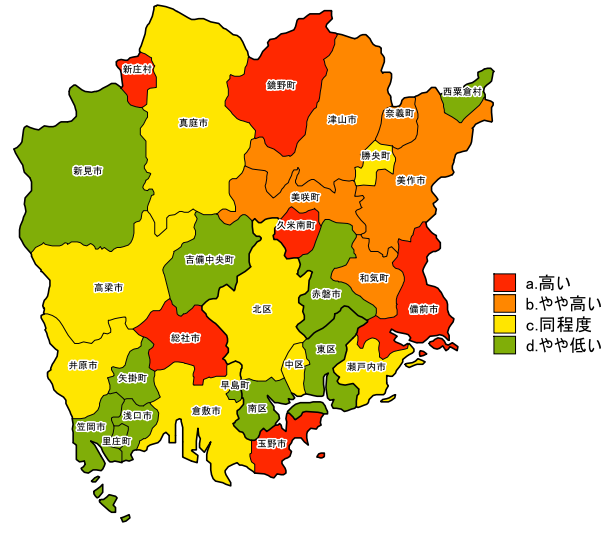 新庄村
鏡野町
西粟倉村
奈義町
津山市
真庭市
勝央町
新見市
美作市
美咲町
久米南町
吉備中央町
和気町
高梁市
赤磐市
北区
備前市
総社市
東区
中区
井原市
瀬戸内市
矢掛町
早島町
倉敷市
南区
浅口市
笠岡市
里庄町
玉野市
a.高い
b.やや高い
c.同程度
d.やや低い